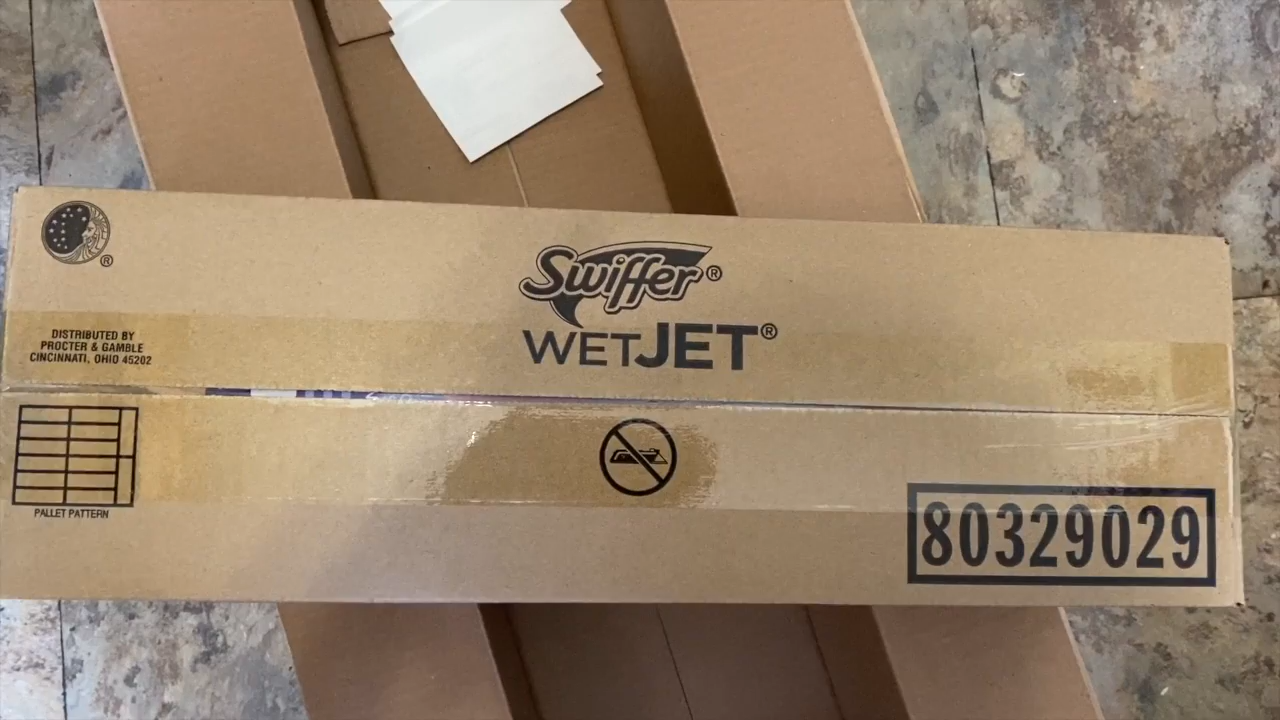 ®
Swiffer®
WETJET®
DISTRIBUTED BY
PROCTER & GAMBLE
CINCINNATI, OHIO 45202
PALLET PATTERN
80329029